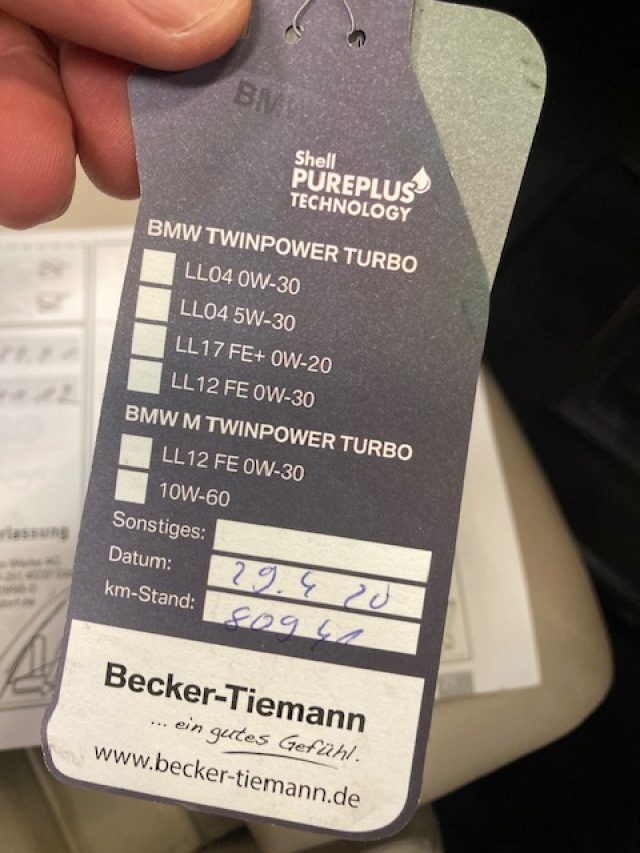 BMW
Shell
PUREPLUS
TECHNOLOGY
BMW TWINPOWER TURBO
LL04 0W-30
LL04 5W-30
LL17 FE+ 0W-20
LL12 FE 0W-30
BMW M TWINPOWER TURBO
LL12 FE 0W-30
10W-60
Sonstiges:
Datum: 29.4 20
km-Stand: 80941
Becker-Tiemann
... ein gutes Gefühl.
www.becker-tiemann.de